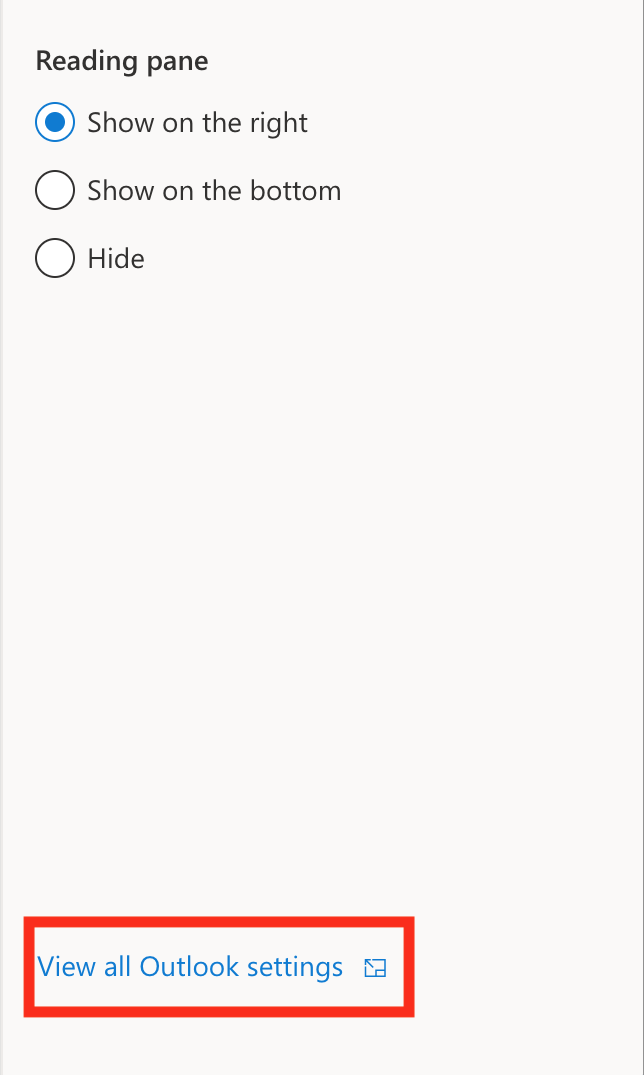 Reading pane
Show on the right
Show on the bottom
Hide
View all Outlook settings